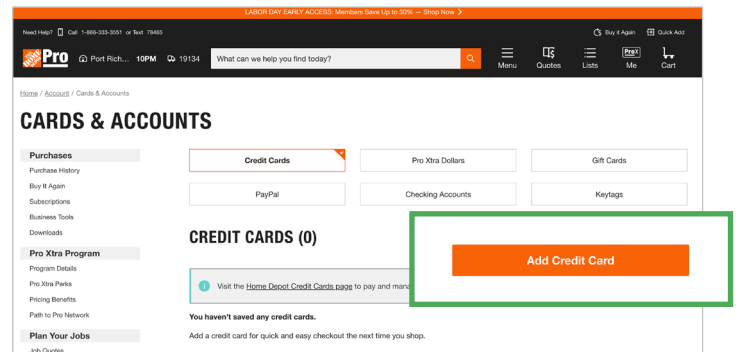 LABOR DAY EARLY ACCESS: Members Save Up to 30% — Shop Now
Need Help? Call 1-866-333-3551 or Text 78465
Buy it Again Quick Add
Pro Port Rich... 10PM 19134 What can we help you find today?
Menu Quotes Lists ProX Me Cart
Home / Account / Cards & Accounts
CARDS & ACCOUNTS
Purchases
Purchase History
Buy It Again
Subscriptions
Business Tools
Downloads
Pro Xtra Program
Program Details
Pro Xtra Perks
Pricing Benefits
Path to Pro Network
Plan Your Jobs
Job Quotes
Credit Cards Pro Xtra Dollars Gift Cards
PayPal Checking Accounts Keytags
CREDIT CARDS (0)
Add Credit Card
Visit the Home Depot Credit Cards page to pay and
You haven't saved any credit cards.
Add a credit card for quick and easy checkout the next time you shop.